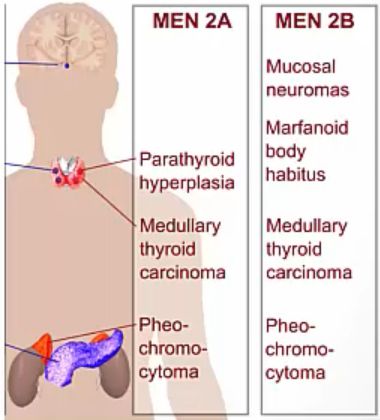 MEN 2A
Parathyroid
hyperplasia
Medullary
thyroid
carcinoma
Pheo-
chromo-
cytoma
MEN 2B
Mucosal
neuromas
Marfanoid
body
habitus
Medullary
thyroid
carcinoma
Pheo-
chromo-
cytoma